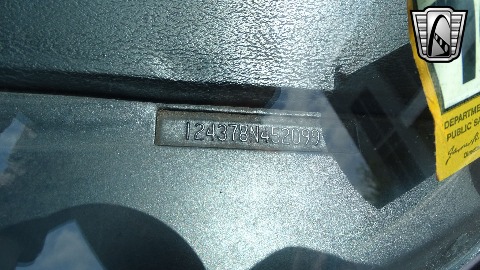 124378N452099
DEPARTMENT
PUBLIC SA